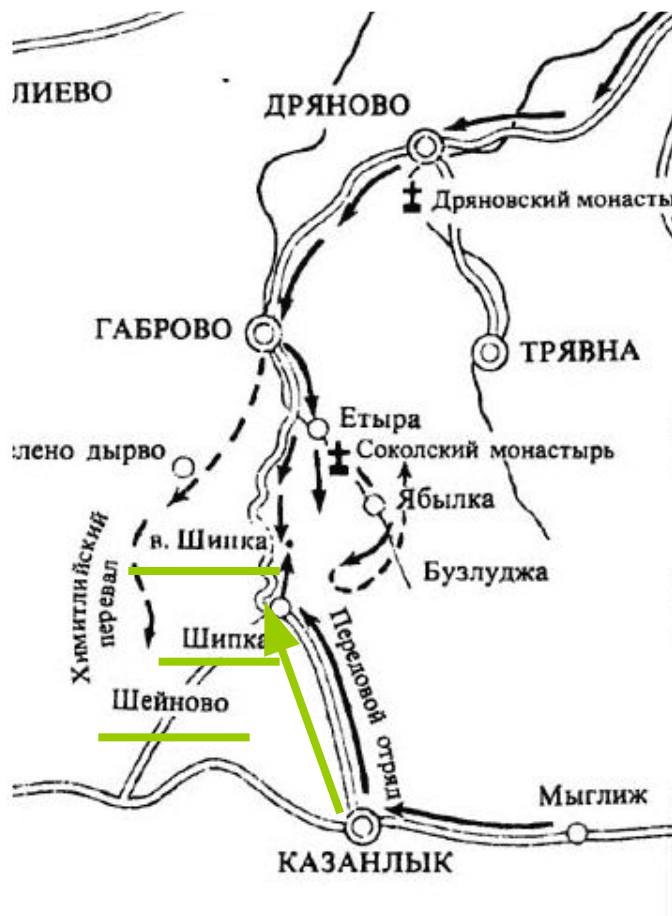 ЛИЕВО
ДРЯНОВО
Дряновский монасты
ГАБРОВО
ТРЯВНА
Етыра
Соколский монастырь
лено дырво
Ябылка
в. Шипка
Бузлуджа
Химитлийский
перевал
Шипка
Передовой отряд
Шейново
Мыглиж
КАЗАНЛЫК